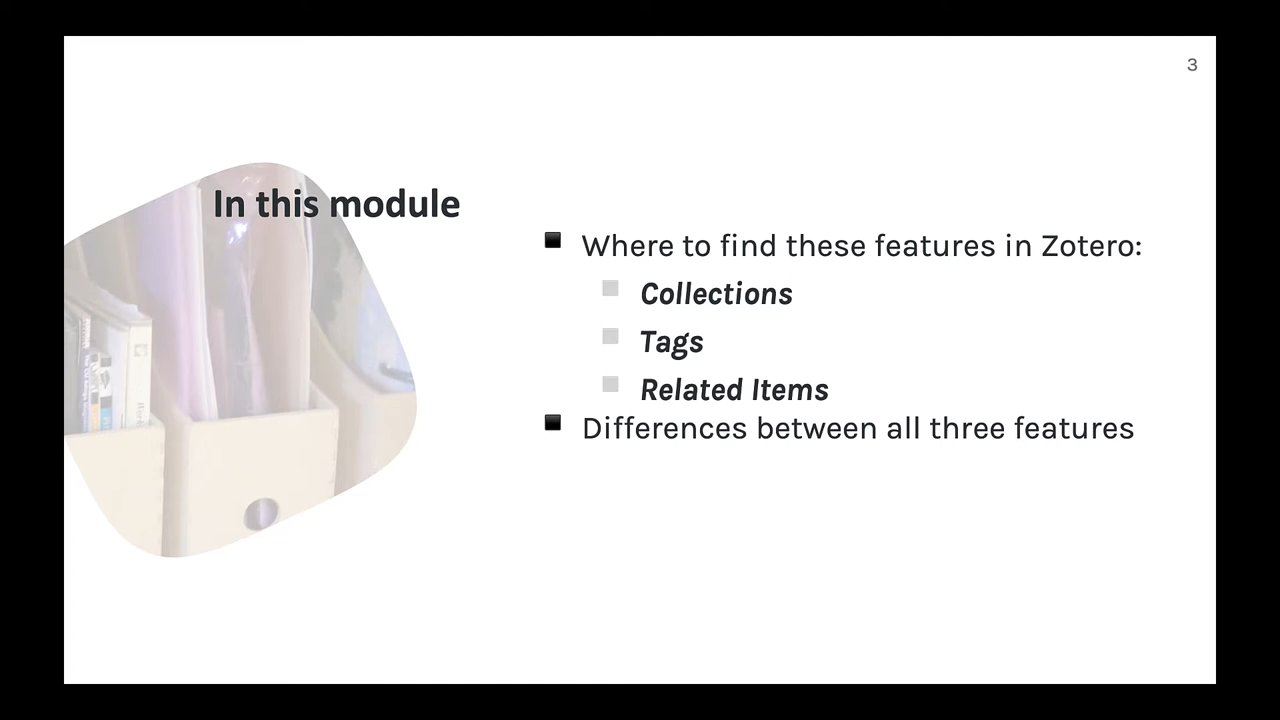 3
In this module
Where to find these features in Zotero:
Collections
Tags
Related Items
Differences between all three features